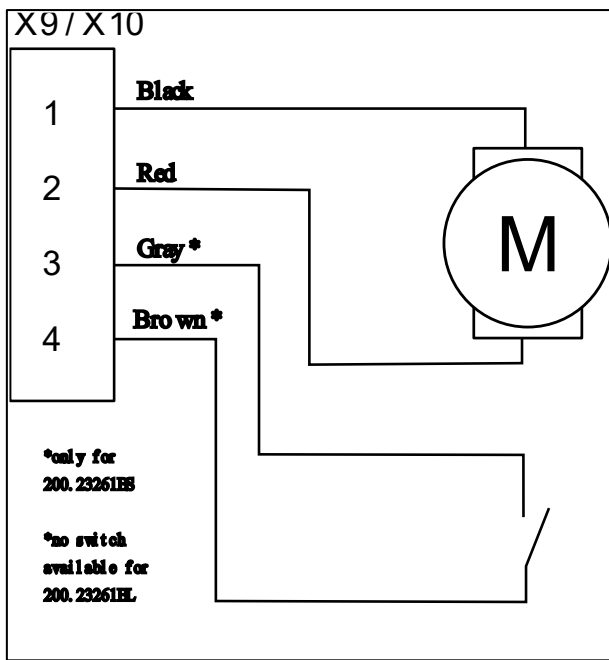 X9 / X10
1
Black
2
Red
3
Gray *
4
Brown *
M
*only for
200.23261BS
*no switch
available for
200.23261BL